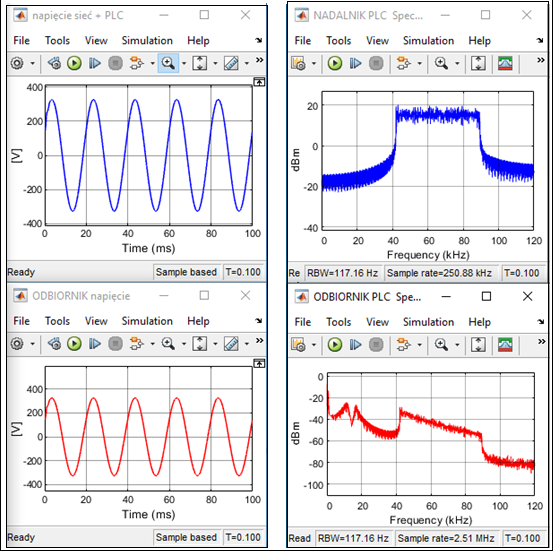 napięcie sieć + PLC
File Tools View Simulation Help
»
[V]
400
200
0
-200
-400
0 20 40 60 80 100
Time (ms)
Ready Sample based T=0.100
NADALNIK PLC Spec...
File Tools View Simulation Help
»
dBm
20
0
-20
-40
0 20 40 60 80 100 120
Frequency (kHz)
Re RBW=117.16 Hz Sample rate=250.88 kHz T=0.100
ODBIORNIK napięcie
File Tools View Simulation Help
»
[V]
400
200
0
-200
-400
0 20 40 60 80 100
Time (ms)
Ready Sample based T=0.100
ODBIORNIK PLC Spe...
File Tools View Simulation Help
»
dBm
0
-20
-40
-60
-80
-100
0 20 40 60 80 100 120
Frequency (kHz)
Read RBW=117.16 Hz Sample rate=2.51 MHz T=0.100